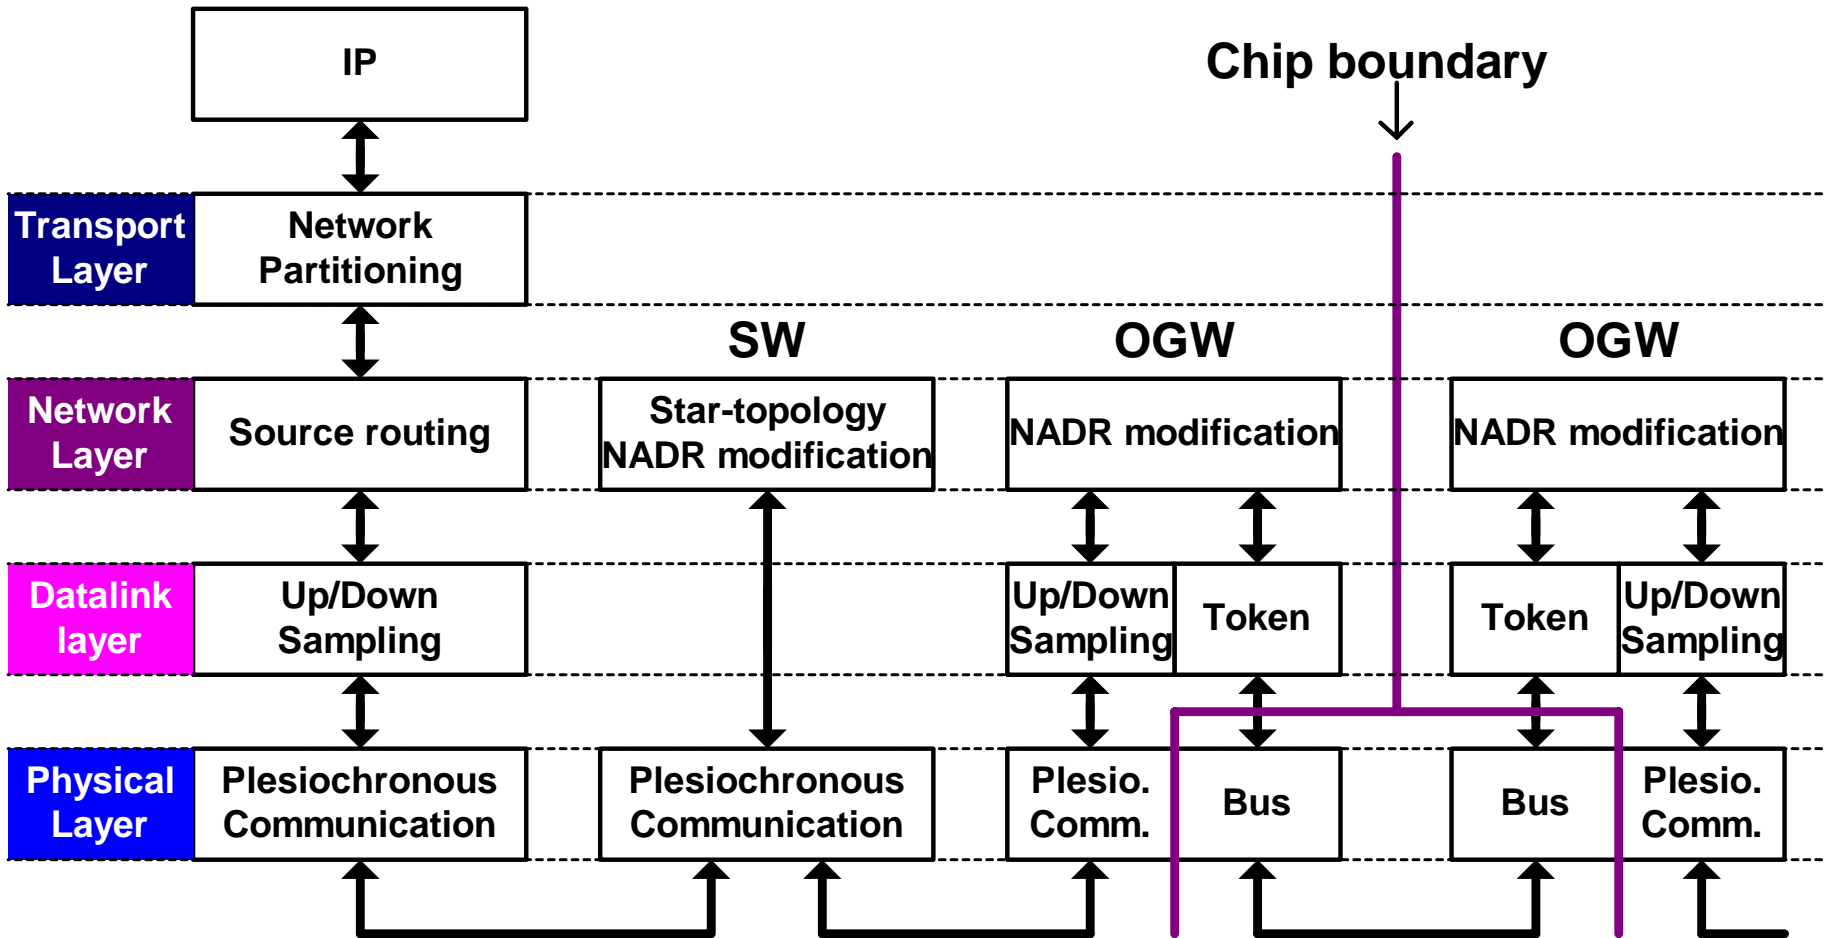 IP
Chip boundary
Transport
Layer
Network
Partitioning
SW
OGW
OGW
Network
Layer
Source routing
Star-topology
NADR modification
NADR modification
NADR modification
Datalink
layer
Up/Down
Sampling
Up/Down
Sampling
Token
Token
Up/Down
Sampling
Physical
Layer
Plesiochronous
Communication
Plesiochronous
Communication
Plesio.
Comm.
Bus
Bus
Plesio.
Comm.